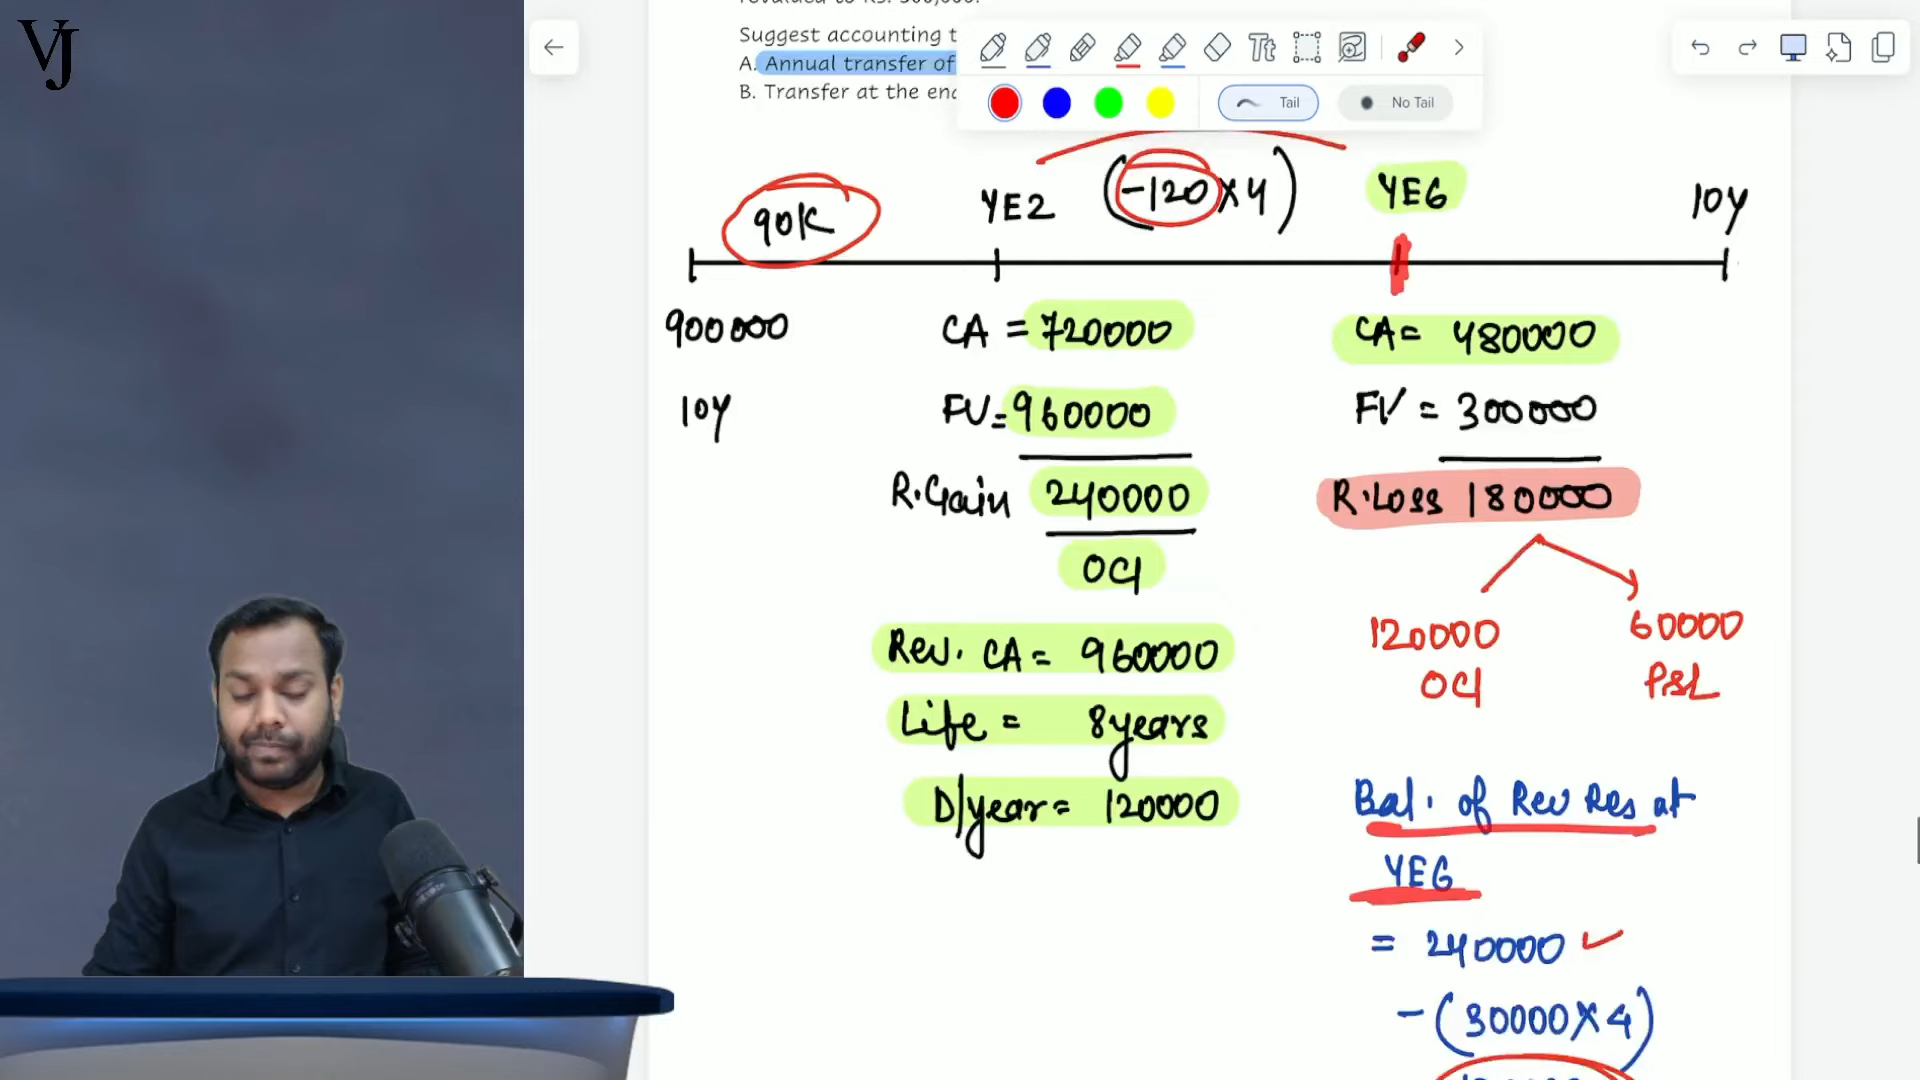 VJ
Suggest accounting t
A. Annual transfer of
B. Transfer at the end
Tt
Tail
No Tail
90K
YE2
(-120×4)
YE6
10y
900000
CA = 720000
CA= 480000
10y
FV= 960000
FV = 300000
R.Gain 240000
R.Loss 180000
OCI
120000
60000
OCI
P&L
Rev. CA= 960000
Life = 8years
D/year= 120000
Bal. of Rev Res at
YE6
= 240000 ✓
-(30000×4)